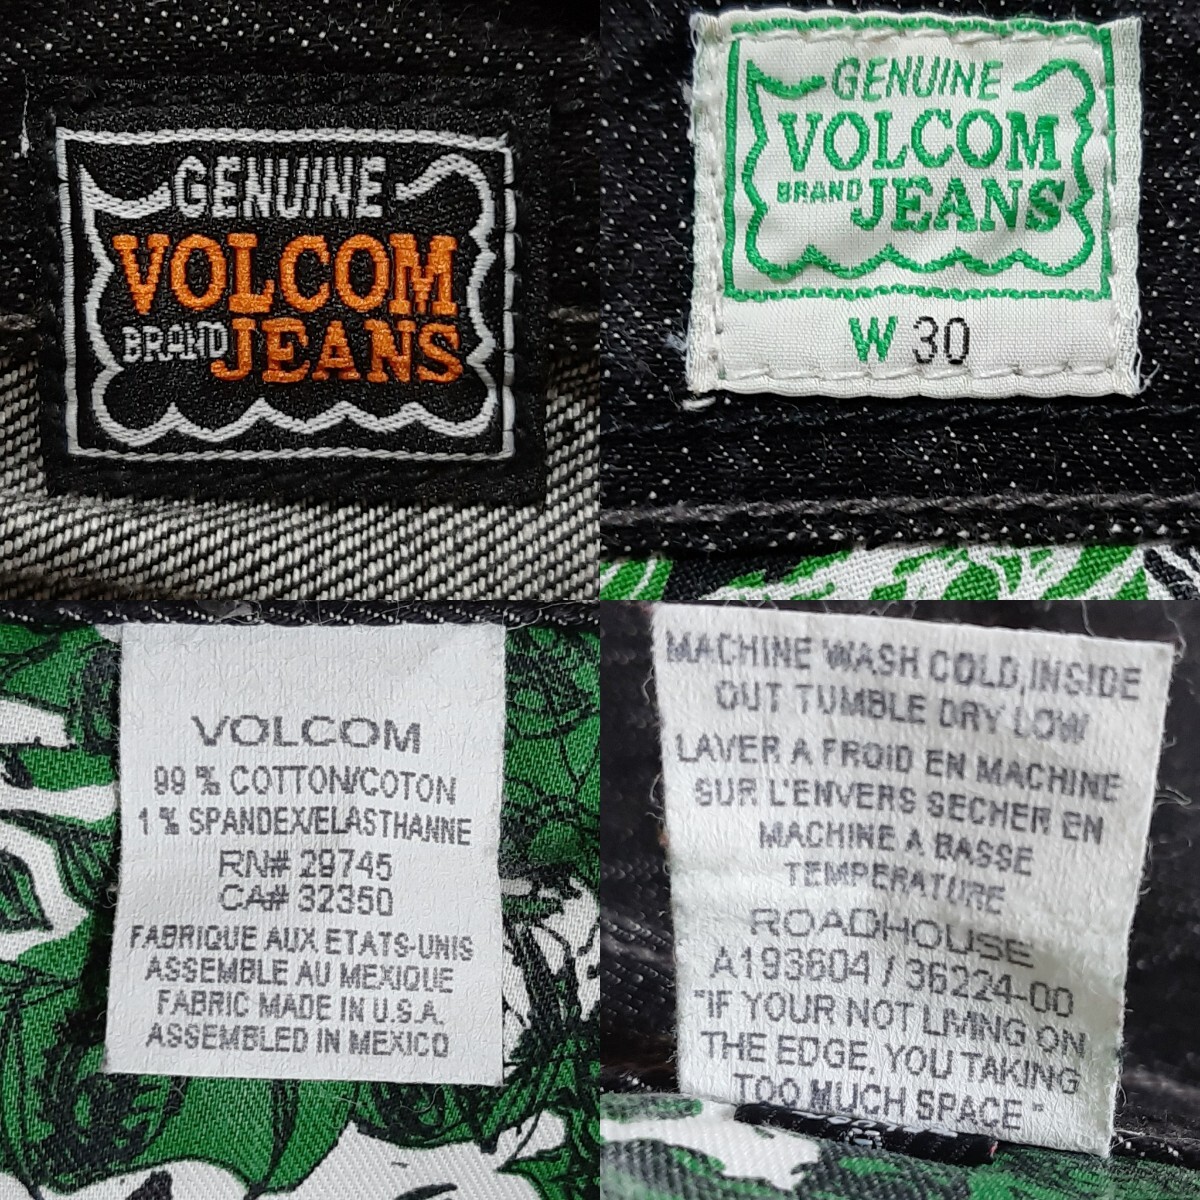 GENUINE
VOLCOM
BRAND JEANS
GENUINE
VOLCOM
BRAND JEANS
W 30
VOLCOM
99 % COTTON/COTON
1 % SPANDEX/ELASTHANNE
RN# 29745
CA# 32350
FABRIQUE AUX ETATS-UNIS
ASSEMBLE AU MEXIQUE
FABRIC MADE IN U.S.A.
ASSEMBLED IN MEXICO
MACHINE WASH COLD, INSIDE
OUT TUMBLE DRY LOW
LAVER A FROID EN MACHINE
SUR L'ENVERS SECHER EN
MACHINE A BASSE
TEMPERATURE
ROADHOUSE
A193604 / 36224-00
"IF YOUR NOT LIVING ON
THE EDGE, YOU TAKING
TOO MUCH SPACE"